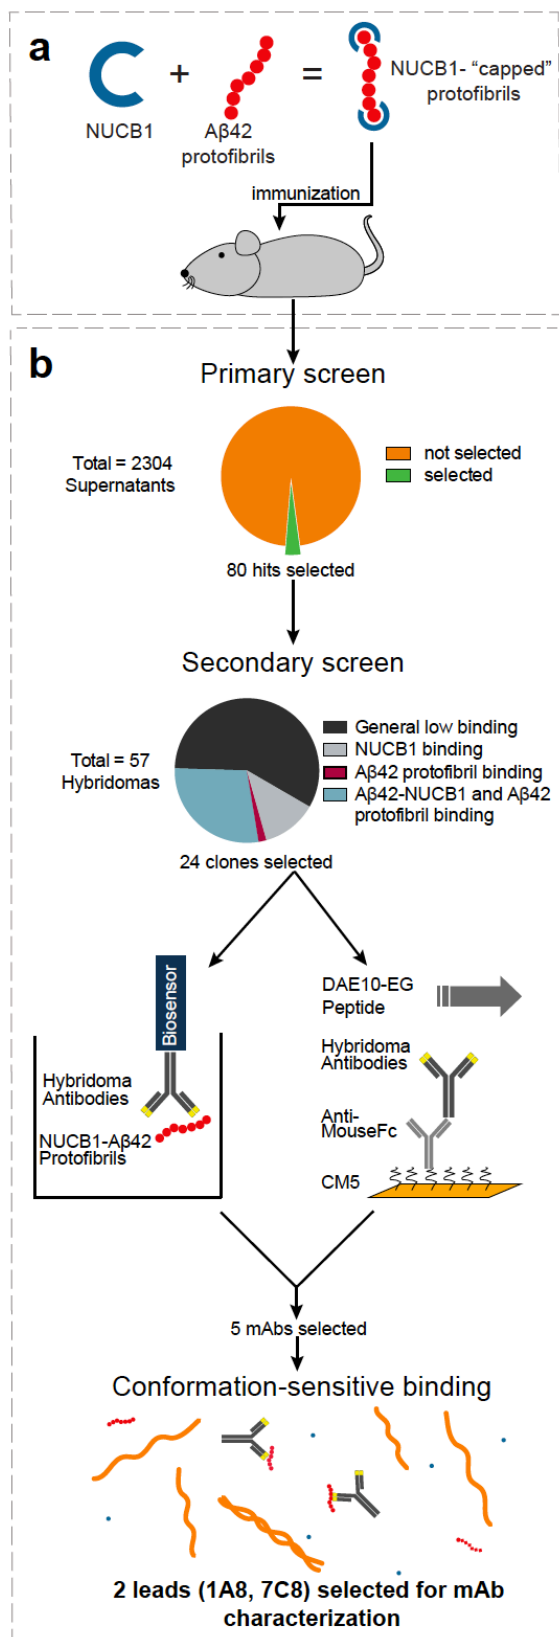 a
+
=
NUCB1
Aβ42
protofibrils
NUCB1- “capped”
protofibrils
immunization
b
Primary screen
Total = 2304
Supernatants
not selected
selected
80 hits selected
Secondary screen
Total = 57
Hybridomas
General low binding
NUCB1 binding
Aβ42 protofibril binding
Aβ42-NUCB1 and Aβ42
protofibril binding
24 clones selected
Biosensor
Hybridoma
Antibodies
NUCB1-Aβ42
Protofibrils
DAE10-EG
Peptide
Hybridoma
Antibodies
Anti-
MouseFc
CM5
5 mAbs selected
Conformation-sensitive binding
2 leads (1A8, 7C8) selected for mAb
characterization